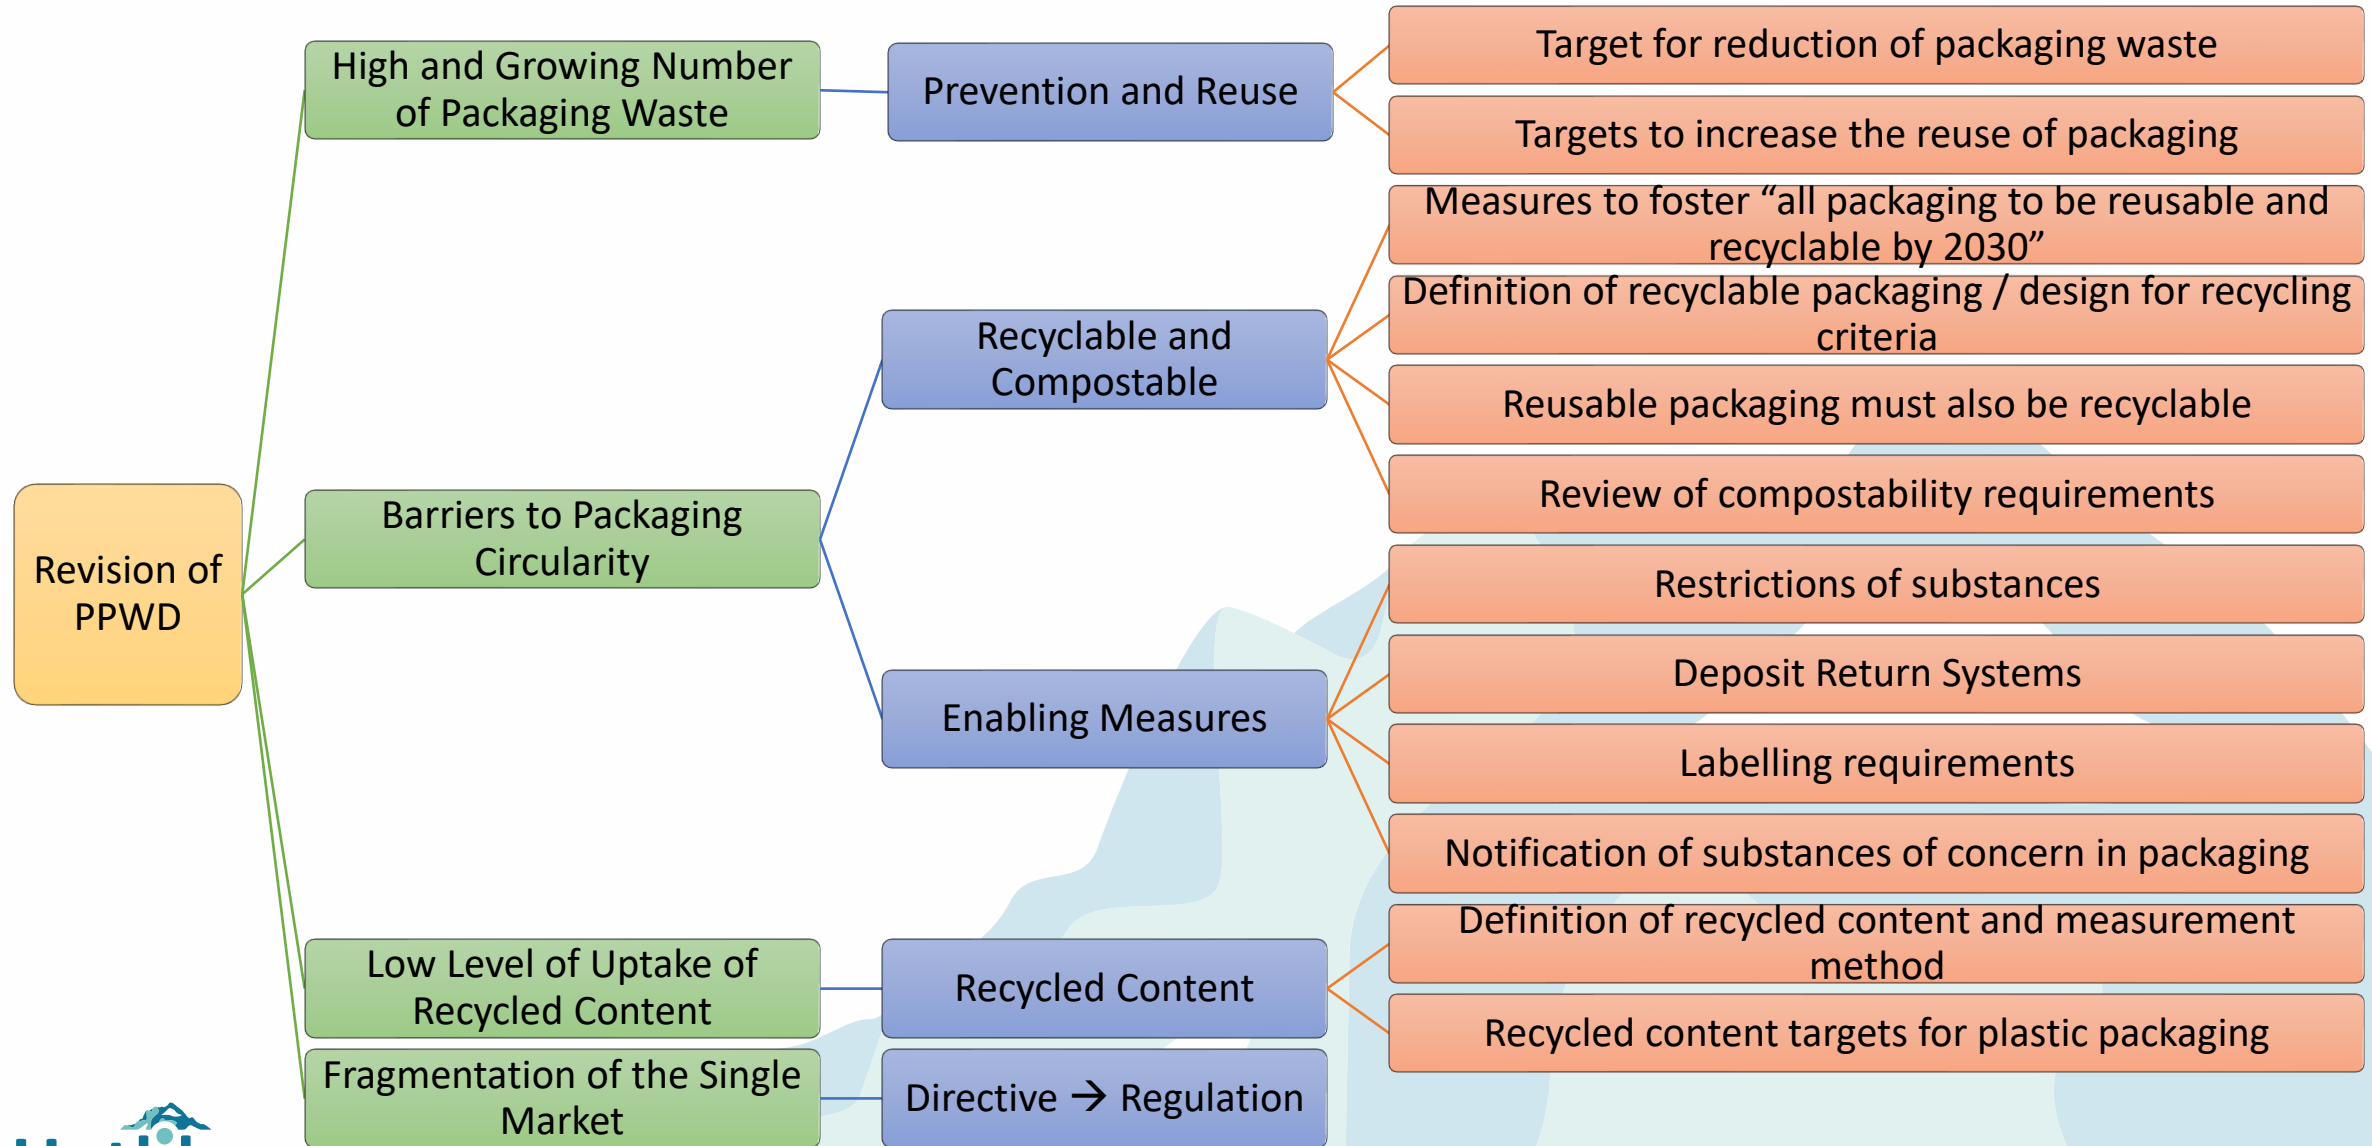 Revision of
PPWD
High and Growing Number
of Packaging Waste
Prevention and Reuse
Target for reduction of packaging waste
Targets to increase the reuse of packaging
Barriers to Packaging
Circularity
Recyclable and
Compostable
Measures to foster “all packaging to be reusable and
recyclable by 2030”
Definition of recyclable packaging / design for recycling
criteria
Reusable packaging must also be recyclable
Review of compostability requirements
Enabling Measures
Restrictions of substances
Deposit Return Systems
Labelling requirements
Notification of substances of concern in packaging
Low Level of Uptake of
Recycled Content
Recycled Content
Definition of recycled content and measurement
method
Recycled content targets for plastic packaging
Fragmentation of the Single
Market
Directive → Regulation